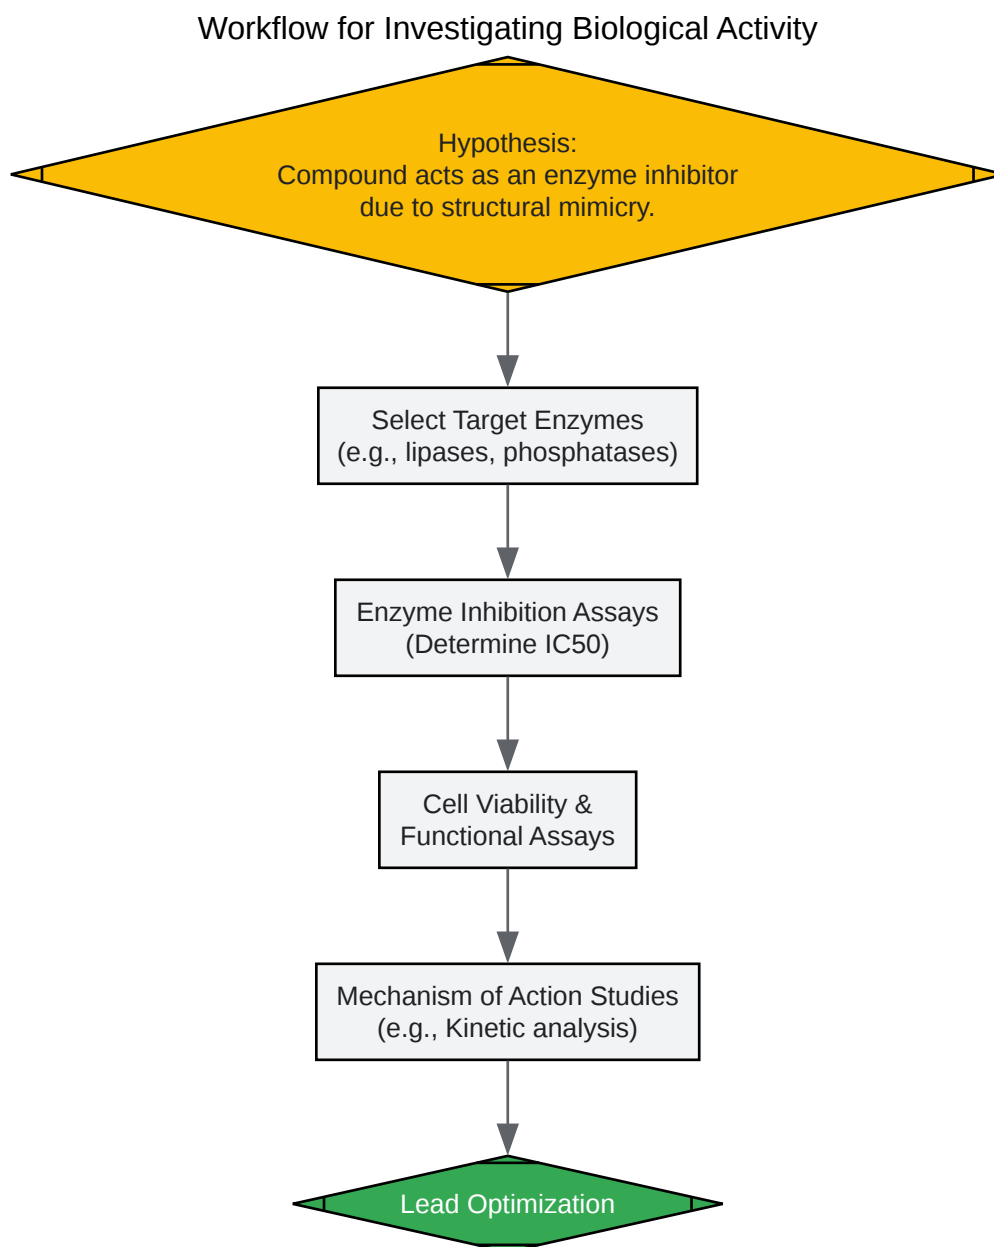 Workflow for Investigating Biological Activity
Hypothesis:
Compound acts as an enzyme inhibitor
due to structural mimicry.
Select Target Enzymes
(e.g., lipases, phosphatases)
Enzyme Inhibition Assays
(Determine IC50)
Cell Viability &
Functional Assays
Mechanism of Action Studies
(e.g., Kinetic analysis)
Lead Optimization